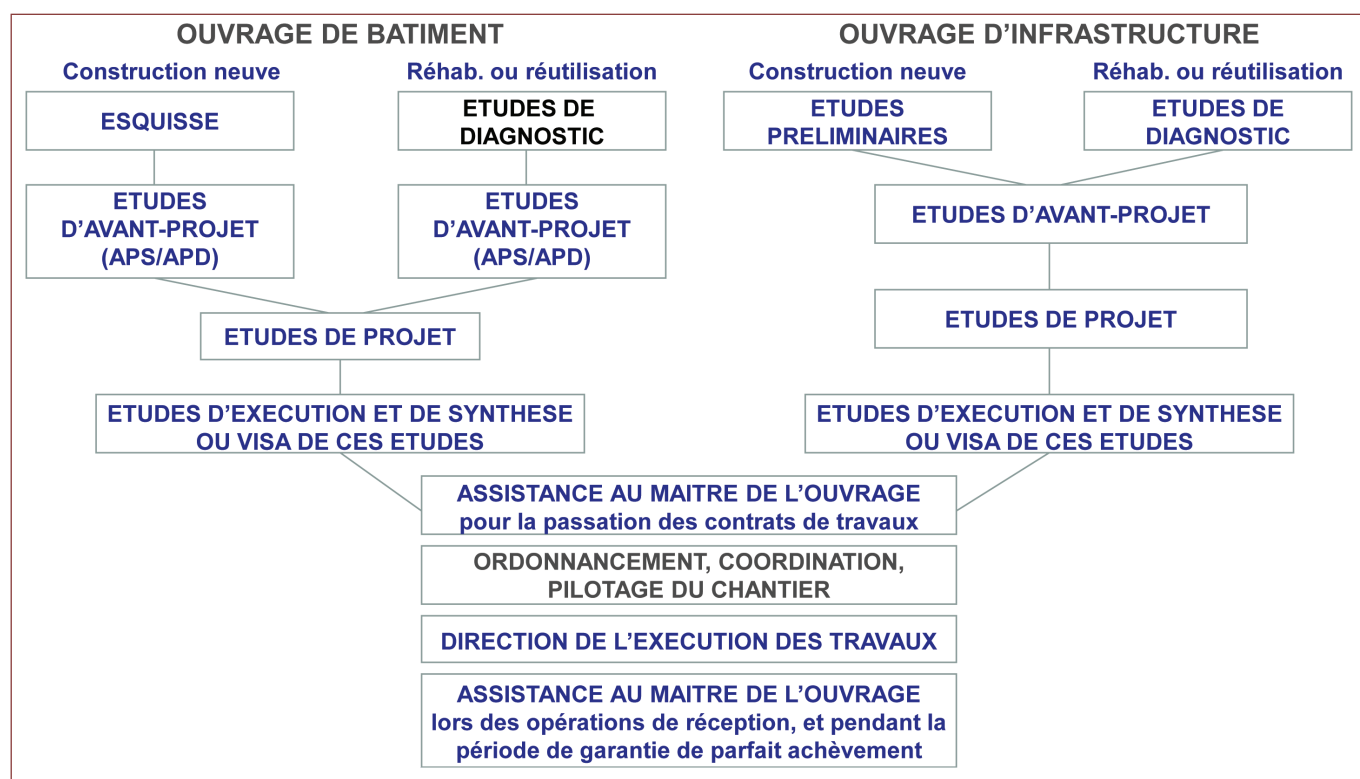 OUVRAGE DE BATIMENT
OUVRAGE D'INFRASTRUCTURE
Construction neuve
Réhab. ou réutilisation
Construction neuve
Réhab. ou réutilisation
ESQUISSE
ETUDES DE
DIAGNOSTIC
ETUDES
PRELIMINAIRES
ETUDES DE
DIAGNOSTIC
ETUDES
D'AVANT-PROJET
(APS/APD)
ETUDES
D'AVANT-PROJET
(APS/APD)
ETUDES D'AVANT-PROJET
ETUDES DE PROJET
ETUDES DE PROJET
ETUDES D'EXECUTION ET DE SYNTHESE
OU VISA DE CES ETUDES
ETUDES D'EXECUTION ET DE SYNTHESE
OU VISA DE CES ETUDES
ASSISTANCE AU MAITRE DE L'OUVRAGE
pour la passation des contrats de travaux
ORDONNANCEMENT, COORDINATION,
PILOTAGE DU CHANTIER
DIRECTION DE L'EXECUTION DES TRAVAUX
ASSISTANCE AU MAITRE DE L'OUVRAGE
lors des opérations de réception, et pendant la
période de garantie de parfait achèvement